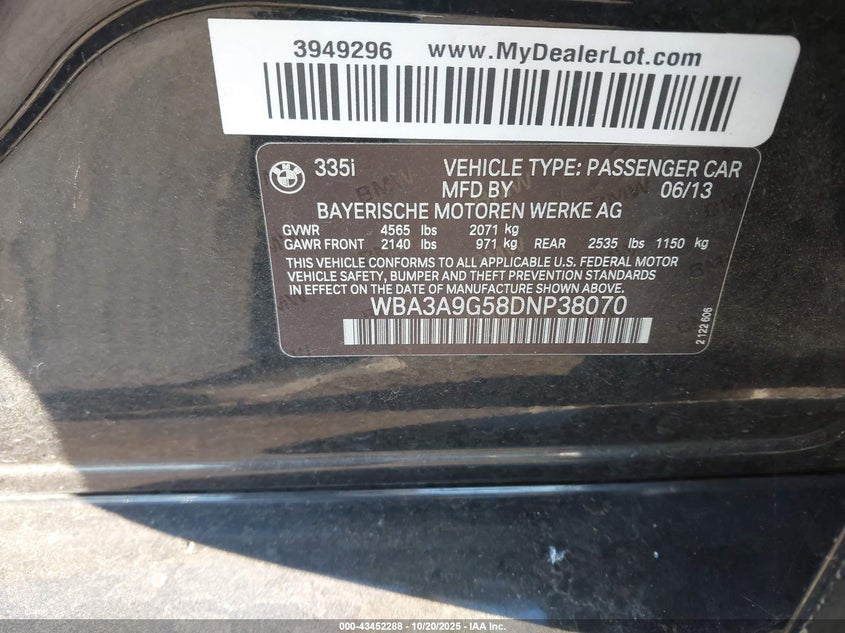 3949296 www.MyDealerLot.com
335i VEHICLE TYPE: PASSENGER CAR
MFD BY 06/13
BAYERISCHE MOTOREN WERKE AG
GVWR 4565 lbs 2071 kg
GAWR FRONT 2140 lbs 971 kg REAR 2535 lbs 1150 kg
THIS VEHICLE CONFORMS TO ALL APPLICABLE U.S. FEDERAL MOTOR
VEHICLE SAFETY, BUMPER AND THEFT PREVENTION STANDARDS
IN EFFECT ON THE DATE OF MANUFACTURE SHOWN ABOVE.
WBA3A9G58DNP38070
2 122 606
000-43452288 - 10/20/2025 - IAA Inc.